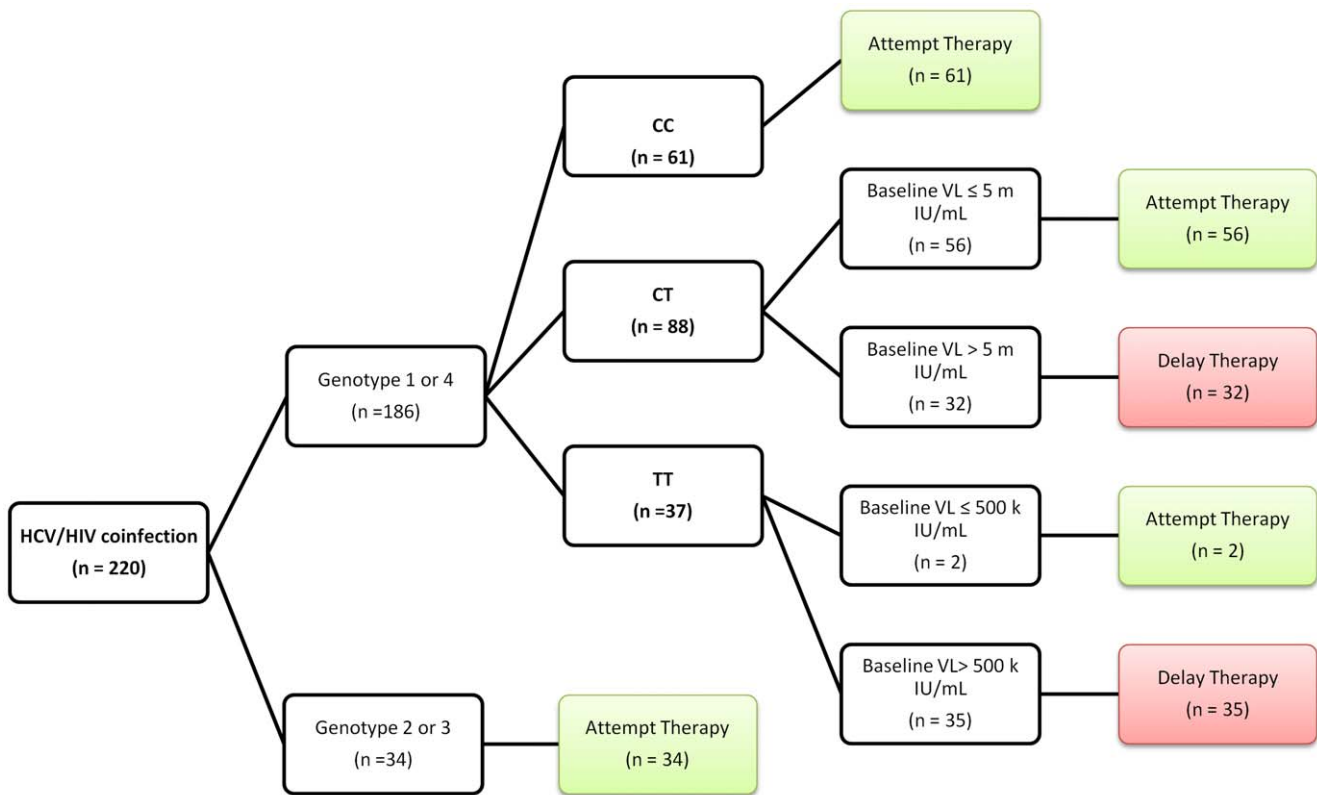 HCV/HIV coinfection
(n = 220)
Genotype 1 or 4
(n =186)
Genotype 2 or 3
(n =34)
CC
(n = 61)
CT
(n = 88)
TT
(n =37)
Attempt Therapy
(n = 34)
Attempt Therapy
(n = 61)
Baseline VL ≤ 5 m
IU/mL
(n = 56)
Baseline VL > 5 m
IU/mL
(n = 32)
Baseline VL ≤ 500 k
IU/mL
(n = 2)
Baseline VL> 500 k
IU/mL
(n = 35)
Attempt Therapy
(n = 56)
Delay Therapy
(n = 32)
Attempt Therapy
(n = 2)
Delay Therapy
(n = 35)